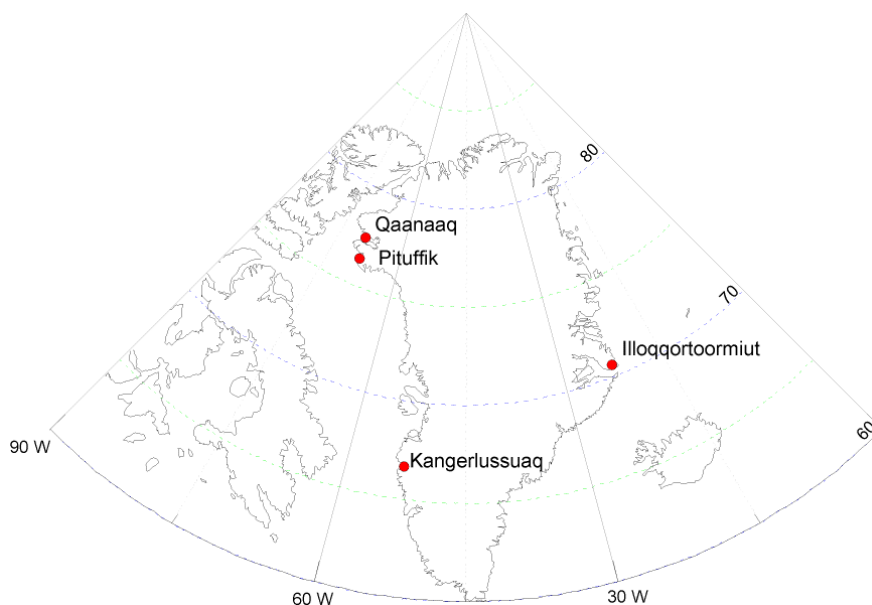 80
Qaanaaq
Pituffik
70
Illoqqortoormiut
60
90 W
Kangerlussuaq
60 W
30 W